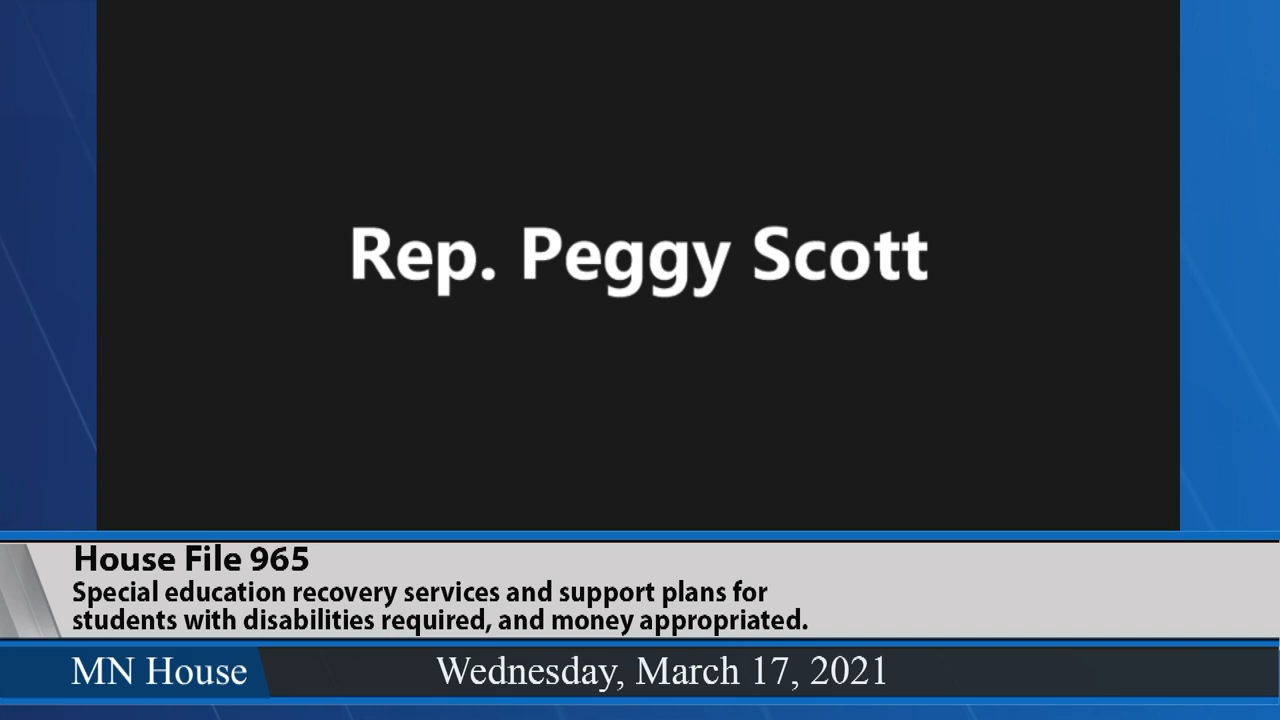 Rep. Peggy Scott
House File 965
Special education recovery services and support plans for
students with disabilities required, and money appropriated.
MN House
Wednesday, March 17, 2021